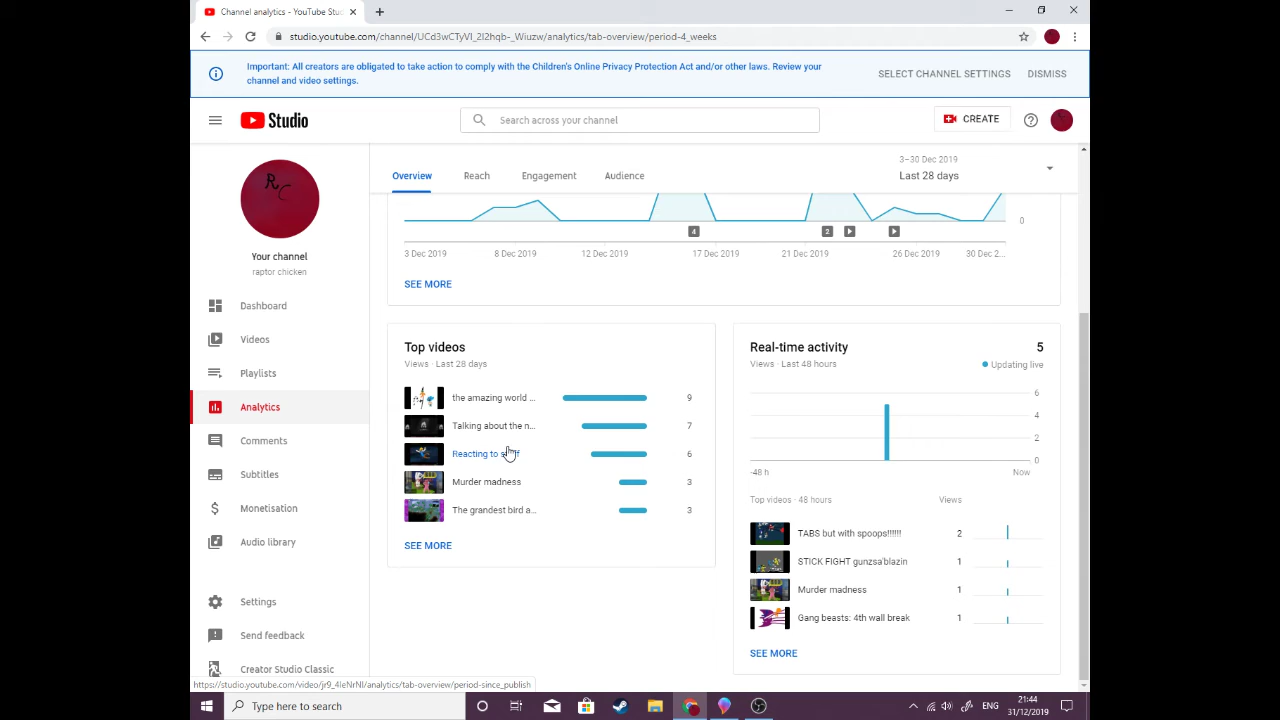 Channel analytics - YouTube Stu
studio.youtube.com/channel/UCd3wCTyVI_2I2hqb-_Wiuzw/analytics/tab-overview/period-4_weeks
Important: All creators are obligated to take action to comply with the Children's Online Privacy Protection Act and/or other laws. Review your
channel and video settings.
SELECT CHANNEL SETTINGS
DISMISS
Studio
Search across your channel
CREATE
RC
Your channel
raptor chicken
Dashboard
Videos
Playlists
Analytics
Comments
Subtitles
Monetisation
Audio library
Settings
Send feedback
Creator Studio Classic
Overview
Reach
Engagement
Audience
3–30 Dec 2019
Last 28 days
0
4
2
3 Dec 2019
8 Dec 2019
12 Dec 2019
17 Dec 2019
21 Dec 2019
26 Dec 2019
30 Dec 2...
SEE MORE
Top videos
Views · Last 28 days
the amazing world ... 9
Talking about the n... 7
Reacting to stuff 6
Murder madness 3
The grandest bird a... 3
SEE MORE
Real-time activity 5
Views · Last 48 hours
Updating live
6
4
2
0
-48 h
Now
Top videos · 48 hours
Views
TABS but with spoops!!!!!! 2
STICK FIGHT gunzsa'blazin 1
Murder madness 1
Gang beasts: 4th wall break 1
SEE MORE
https://studio.youtube.com/video/jr9_4IeNrNI/analytics/tab-overview/period-since_publish
Type here to search
ENG
21:44
31/12/2019